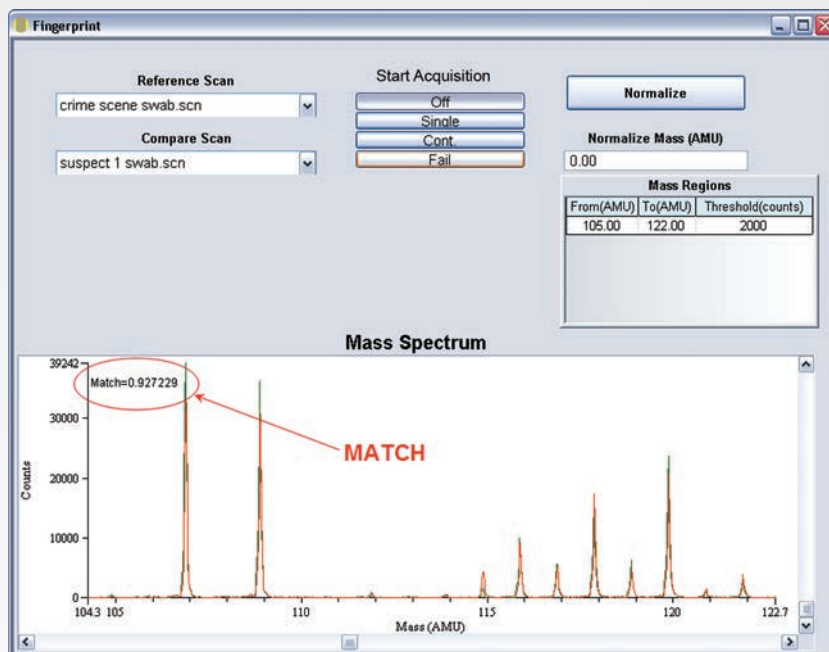 Fingerprint
Reference Scan
crime scene swab.scn
Compare Scan
suspect 1 swab.scn
Start Acquisition
Off
Single
Cont.
Fail
Normalize
Normalize Mass (AMU)
0.00
Mass Regions
From(AMU) To(AMU) Threshold(counts)
105.00 122.00 2000
Mass Spectrum
39242
Match=0.927229
30000
MATCH
20000
Counts
10000
0
104.3 105 110 115 120 122.7
Mass (AMU)